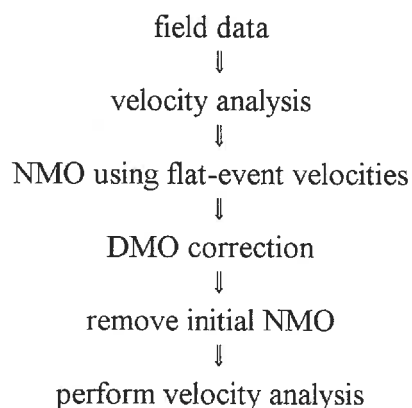 field data
⇓
velocity analysis
⇓
NMO using flat-event velocities
⇓
DMO correction
⇓
remove initial NMO
⇓
perform velocity analysis